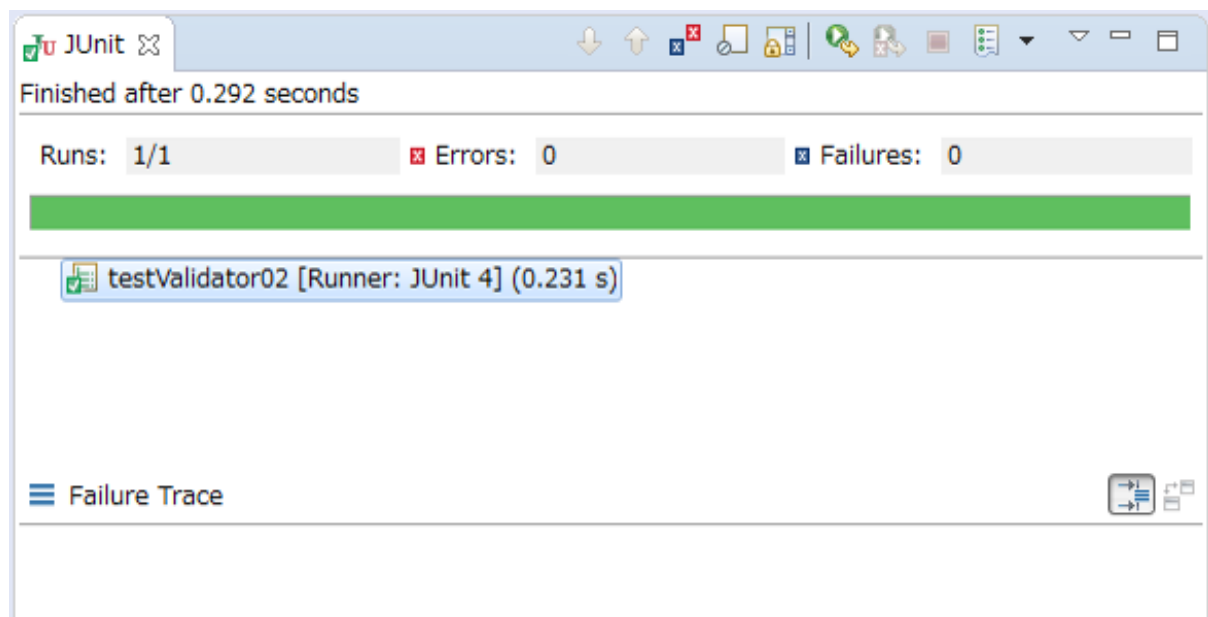 JUnit
Finished after 0.292 seconds
Runs: 1/1 Errors: 0 Failures: 0
testValidator02 [Runner: JUnit 4] (0.231 s)
Failure Trace